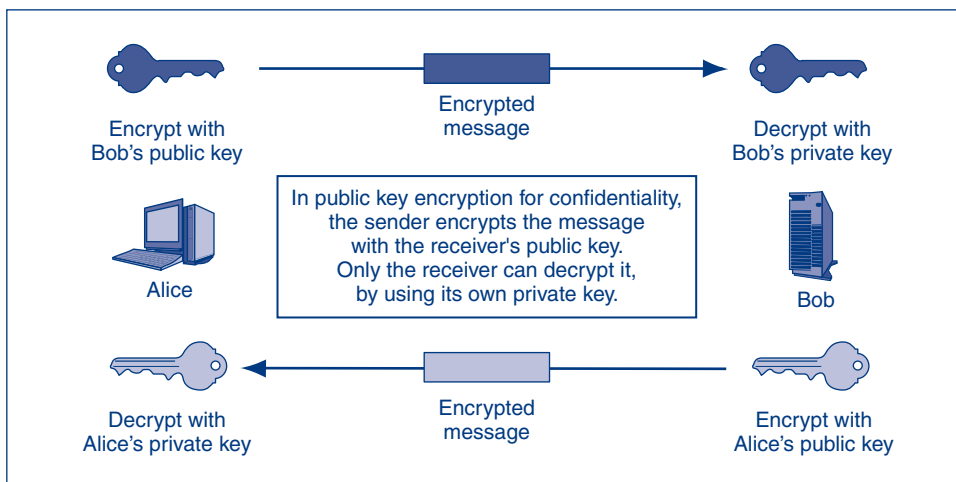 Encrypt with
Bob's public key
Encrypted
message
Decrypt with
Bob's private key
In public key encryption for confidentiality,
the sender encrypts the message
with the receiver's public key.
Only the receiver can decrypt it,
by using its own private key.
Alice
Bob
Decrypt with
Alice's private key
Encrypted
message
Encrypt with
Alice's public key